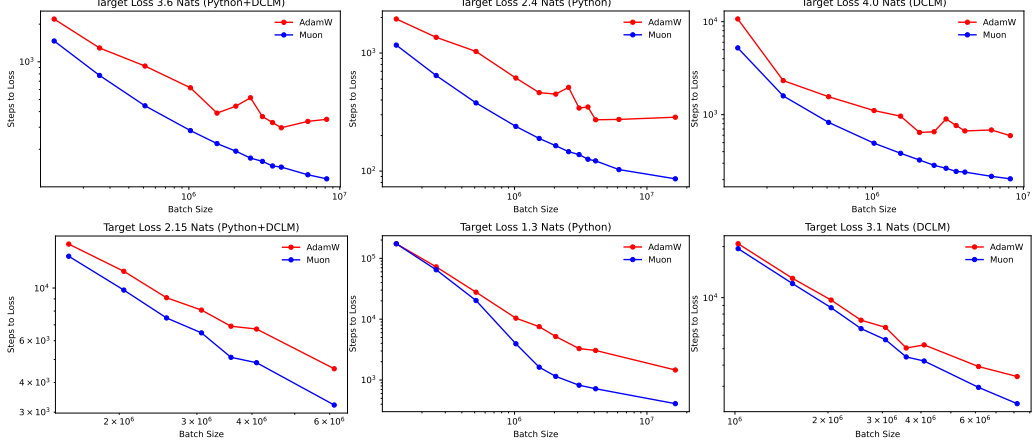 Target Loss 3.6 Nats (Python+DCLM)
Steps to Loss
10³
AdamW
Muon
10⁶
10⁷
Batch Size
Target Loss 2.4 Nats (Python)
Steps to Loss
10³
10²
AdamW
Muon
10⁶
10⁷
Batch Size
Target Loss 4.0 Nats (DCLM)
Steps to Loss
10⁴
10³
AdamW
Muon
10⁶
10⁷
Batch Size
Target Loss 2.15 Nats (Python+DCLM)
Steps to Loss
10⁴
6 × 10³
4 × 10³
3 × 10³
AdamW
Muon
2 × 10⁶
3 × 10⁶
4 × 10⁶
6 × 10⁶
Batch Size
Target Loss 1.3 Nats (Python)
Steps to Loss
10⁵
10⁴
10³
AdamW
Muon
10⁶
10⁷
Batch Size
Target Loss 3.1 Nats (DCLM)
Steps to Loss
10⁴
AdamW
Muon
10⁶
2 × 10⁶
3 × 10⁶
4 × 10⁶
6 × 10⁶
Batch Size